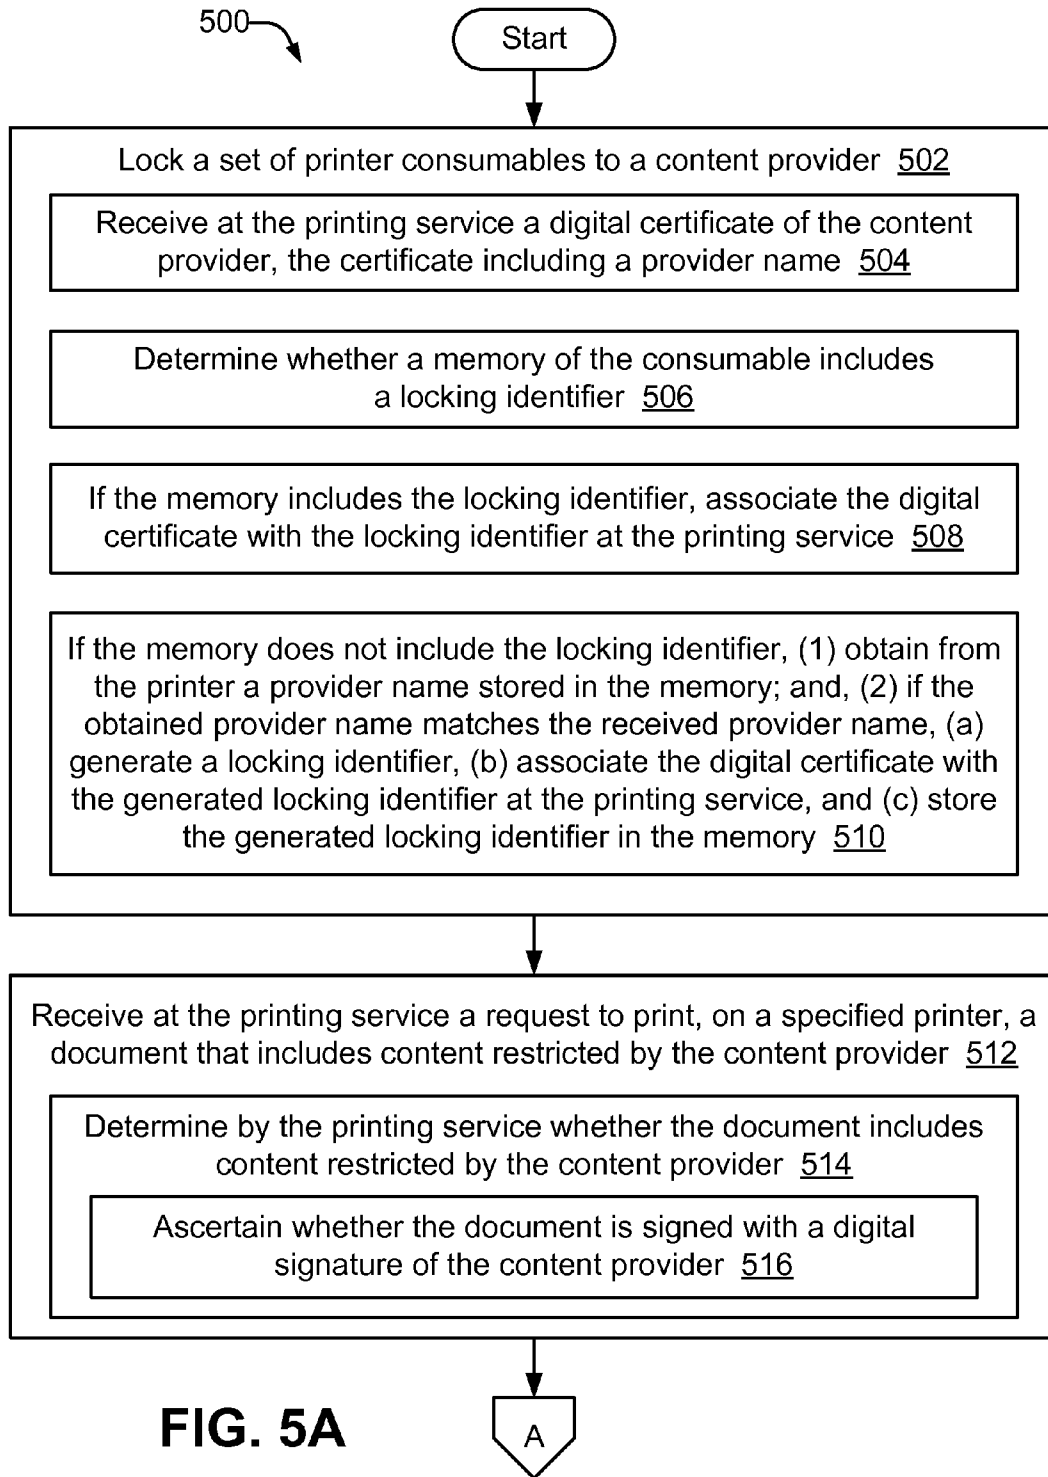 500
Start
Lock a set of printer consumables to a content provider 502
Receive at the printing service a digital certificate of the content
provider, the certificate including a provider name 504
Determine whether a memory of the consumable includes
a locking identifier 506
If the memory includes the locking identifier, associate the digital
certificate with the locking identifier at the printing service 508
If the memory does not include the locking identifier, (1) obtain from
the printer a provider name stored in the memory; and, (2) if the
obtained provider name matches the received provider name, (a)
generate a locking identifier, (b) associate the digital certificate with
the generated locking identifier at the printing service, and (c) store
the generated locking identifier in the memory 510
Receive at the printing service a request to print, on a specified printer, a
document that includes content restricted by the content provider 512
Determine by the printing service whether the document includes
content restricted by the content provider 514
Ascertain whether the document is signed with a digital
signature of the content provider 516
FIG. 5A
A